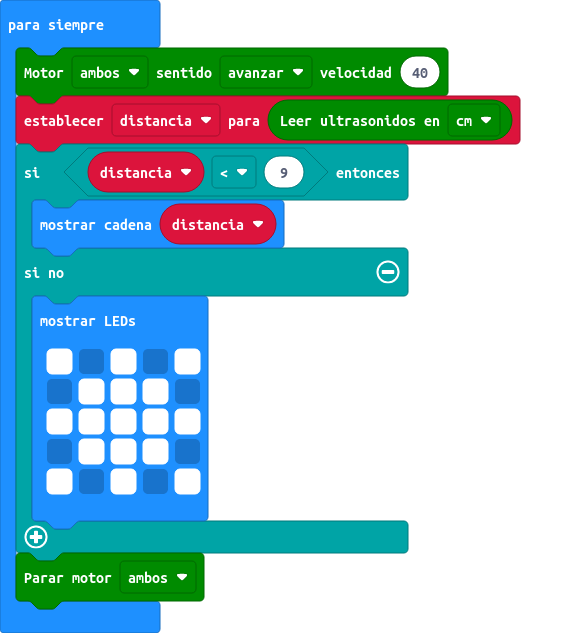 para siempre
Motor ambos sentido avanzar velocidad 40
establecer distancia para Leer ultrasonidos en cm
si distancia < 9 entonces
mostrar cadena distancia
si no
mostrar LEDs
Parar motor ambos